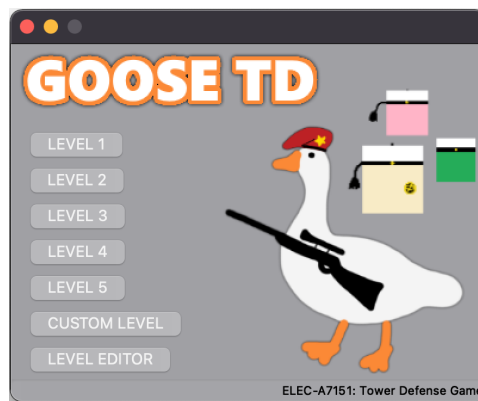 GOOSE TD
LEVEL 1
LEVEL 2
LEVEL 3
LEVEL 4
LEVEL 5
CUSTOM LEVEL
LEVEL EDITOR
ELEC-A7151: Tower Defense Game